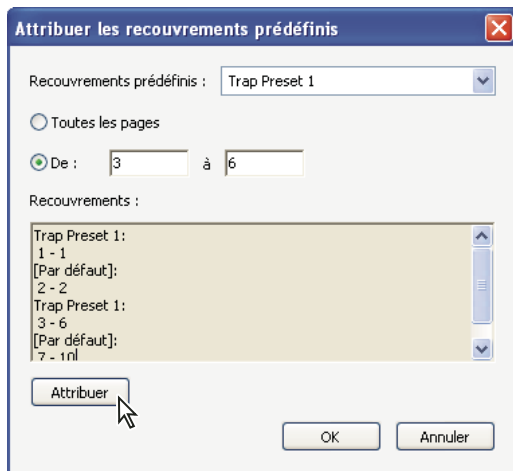 Attribuer les recouvrements prédéfinis
Recouvrements prédéfinis : Trap Preset 1
Toutes les pages
De : 3 à 6
Recouvrements :
Trap Preset 1:
1 - 1
[Par défaut]:
2 - 2
Trap Preset 1:
3 - 6
[Par défaut]:
7 - 10
Attribuer
OK Annuler